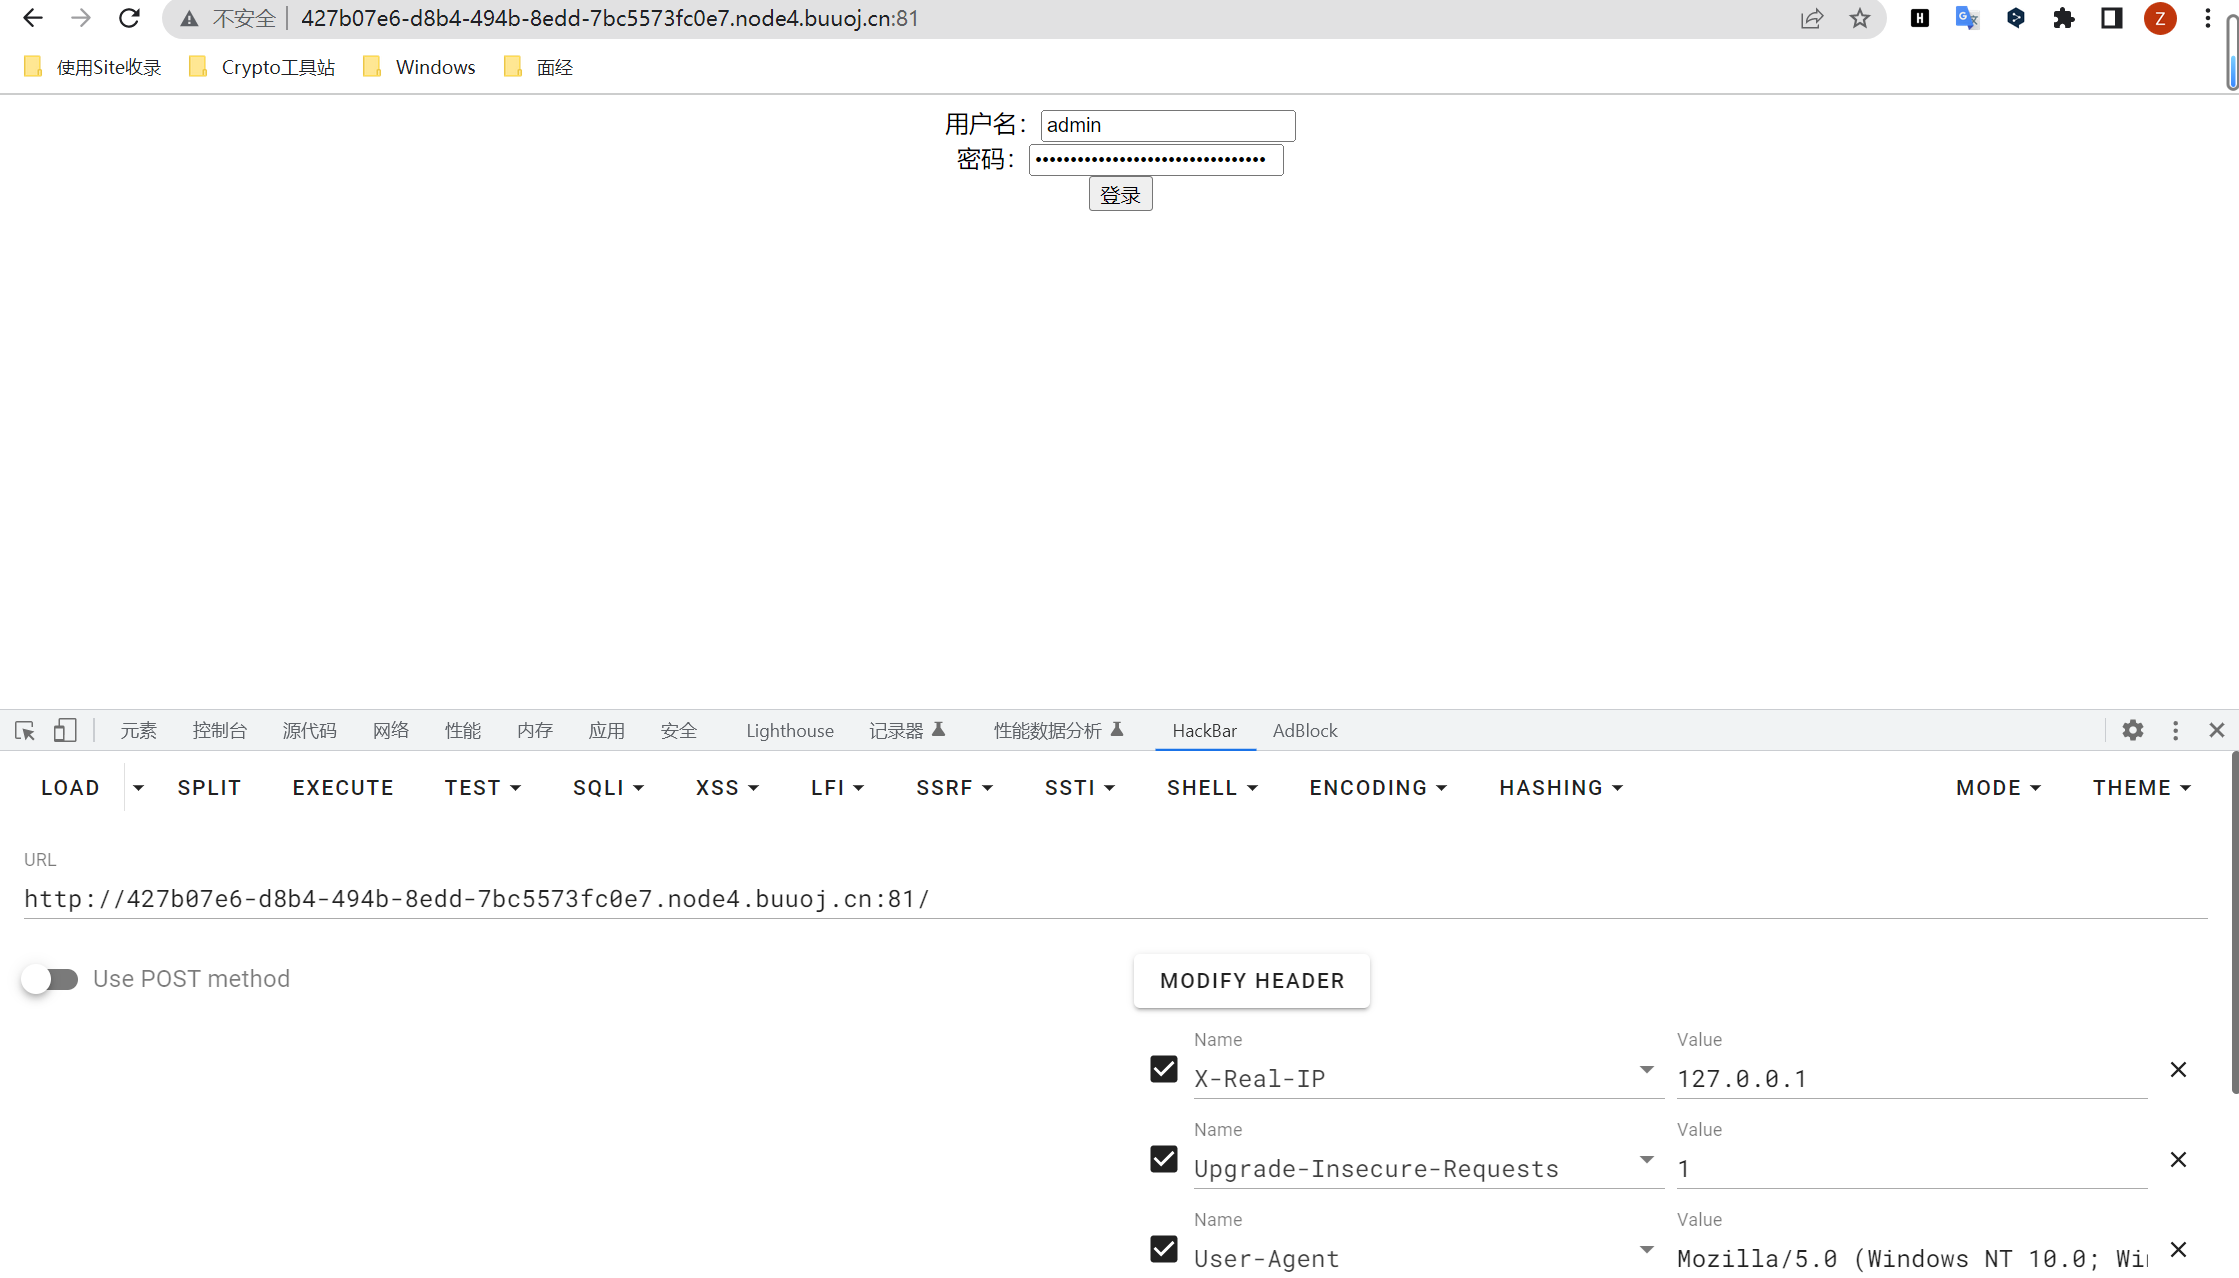 不安全 427b07e6-d8b4-494b-8edd-7bc5573fc0e7.node4.buuoj.cn:81
H G Z
使用Site收录 Crypto工具站 Windows 面经
用户名： admin
密码： ••••••••••••••••••••••••••••••••
登录
元素 控制台 源代码 网络 性能 内存 应用 安全 Lighthouse 记录器 性能数据分析 HackBar AdBlock
LOAD SPLIT EXECUTE TEST SQLI XSS LFI SSRF SSTI SHELL ENCODING HASHING MODE THEME
URL
http://427b07e6-d8b4-494b-8edd-7bc5573fc0e7.node4.buuoj.cn:81/
Use POST method
MODIFY HEADER
Name Value
X-Real-IP 127.0.0.1
Name Value
Upgrade-Insecure-Requests 1
Name Value
User-Agent Mozilla/5.0 (Windows NT 10.0; Wi